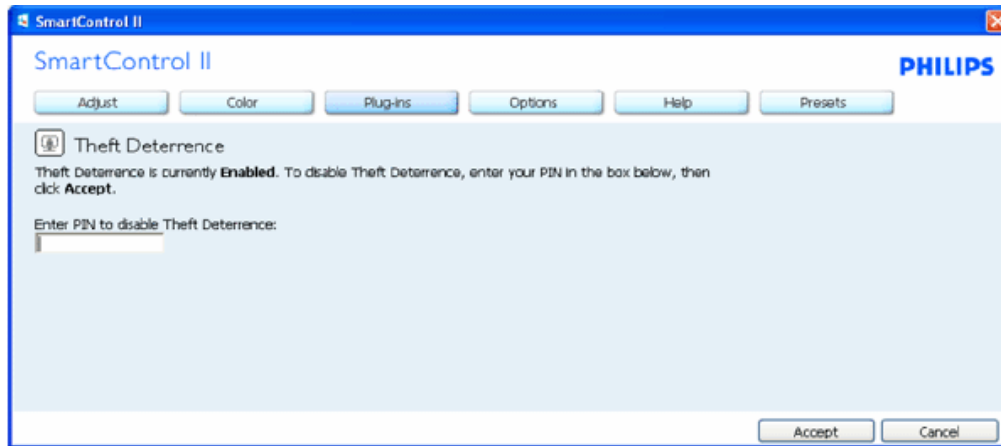 SmartControl II
SmartControl II
PHILIPS
Adjust Color Plug-ins Options Help Presets
Theft Deterrence
Theft Deterrence is currently Enabled. To disable Theft Deterrence, enter your PIN in the box below, then
click Accept.
Enter PIN to disable Theft Deterrence:
Accept Cancel